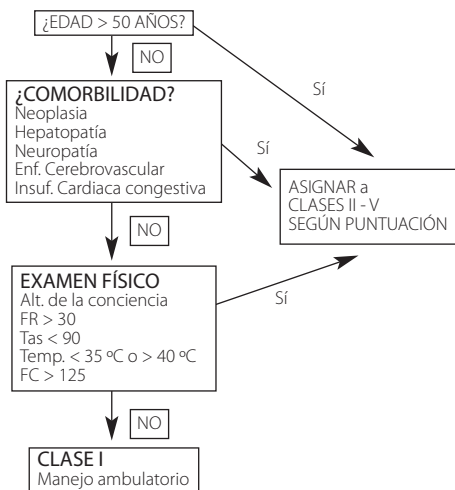 ¿EDAD > 50 AÑOS?
NO
Sí
¿COMORBILIDAD?
Neoplasia
Hepatopatía
Neuropatía
Enf. Cerebrovascular
Insuf. Cardiaca congestiva
Sí
ASIGNAR a
CLASES II - V
SEGÚN PUNTUACIÓN
NO
EXAMEN FÍSICO
Alt. de la conciencia
FR > 30
Tas < 90
Temp. < 35 ºC o > 40 ºC
FC > 125
Sí
NO
CLASE I
Manejo ambulatorio